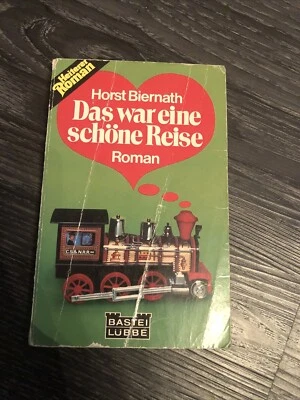 Heiterer
Roman
Horst Biernath
Das war eine
schöne Reise
Roman
BASTEI
LÜBBE